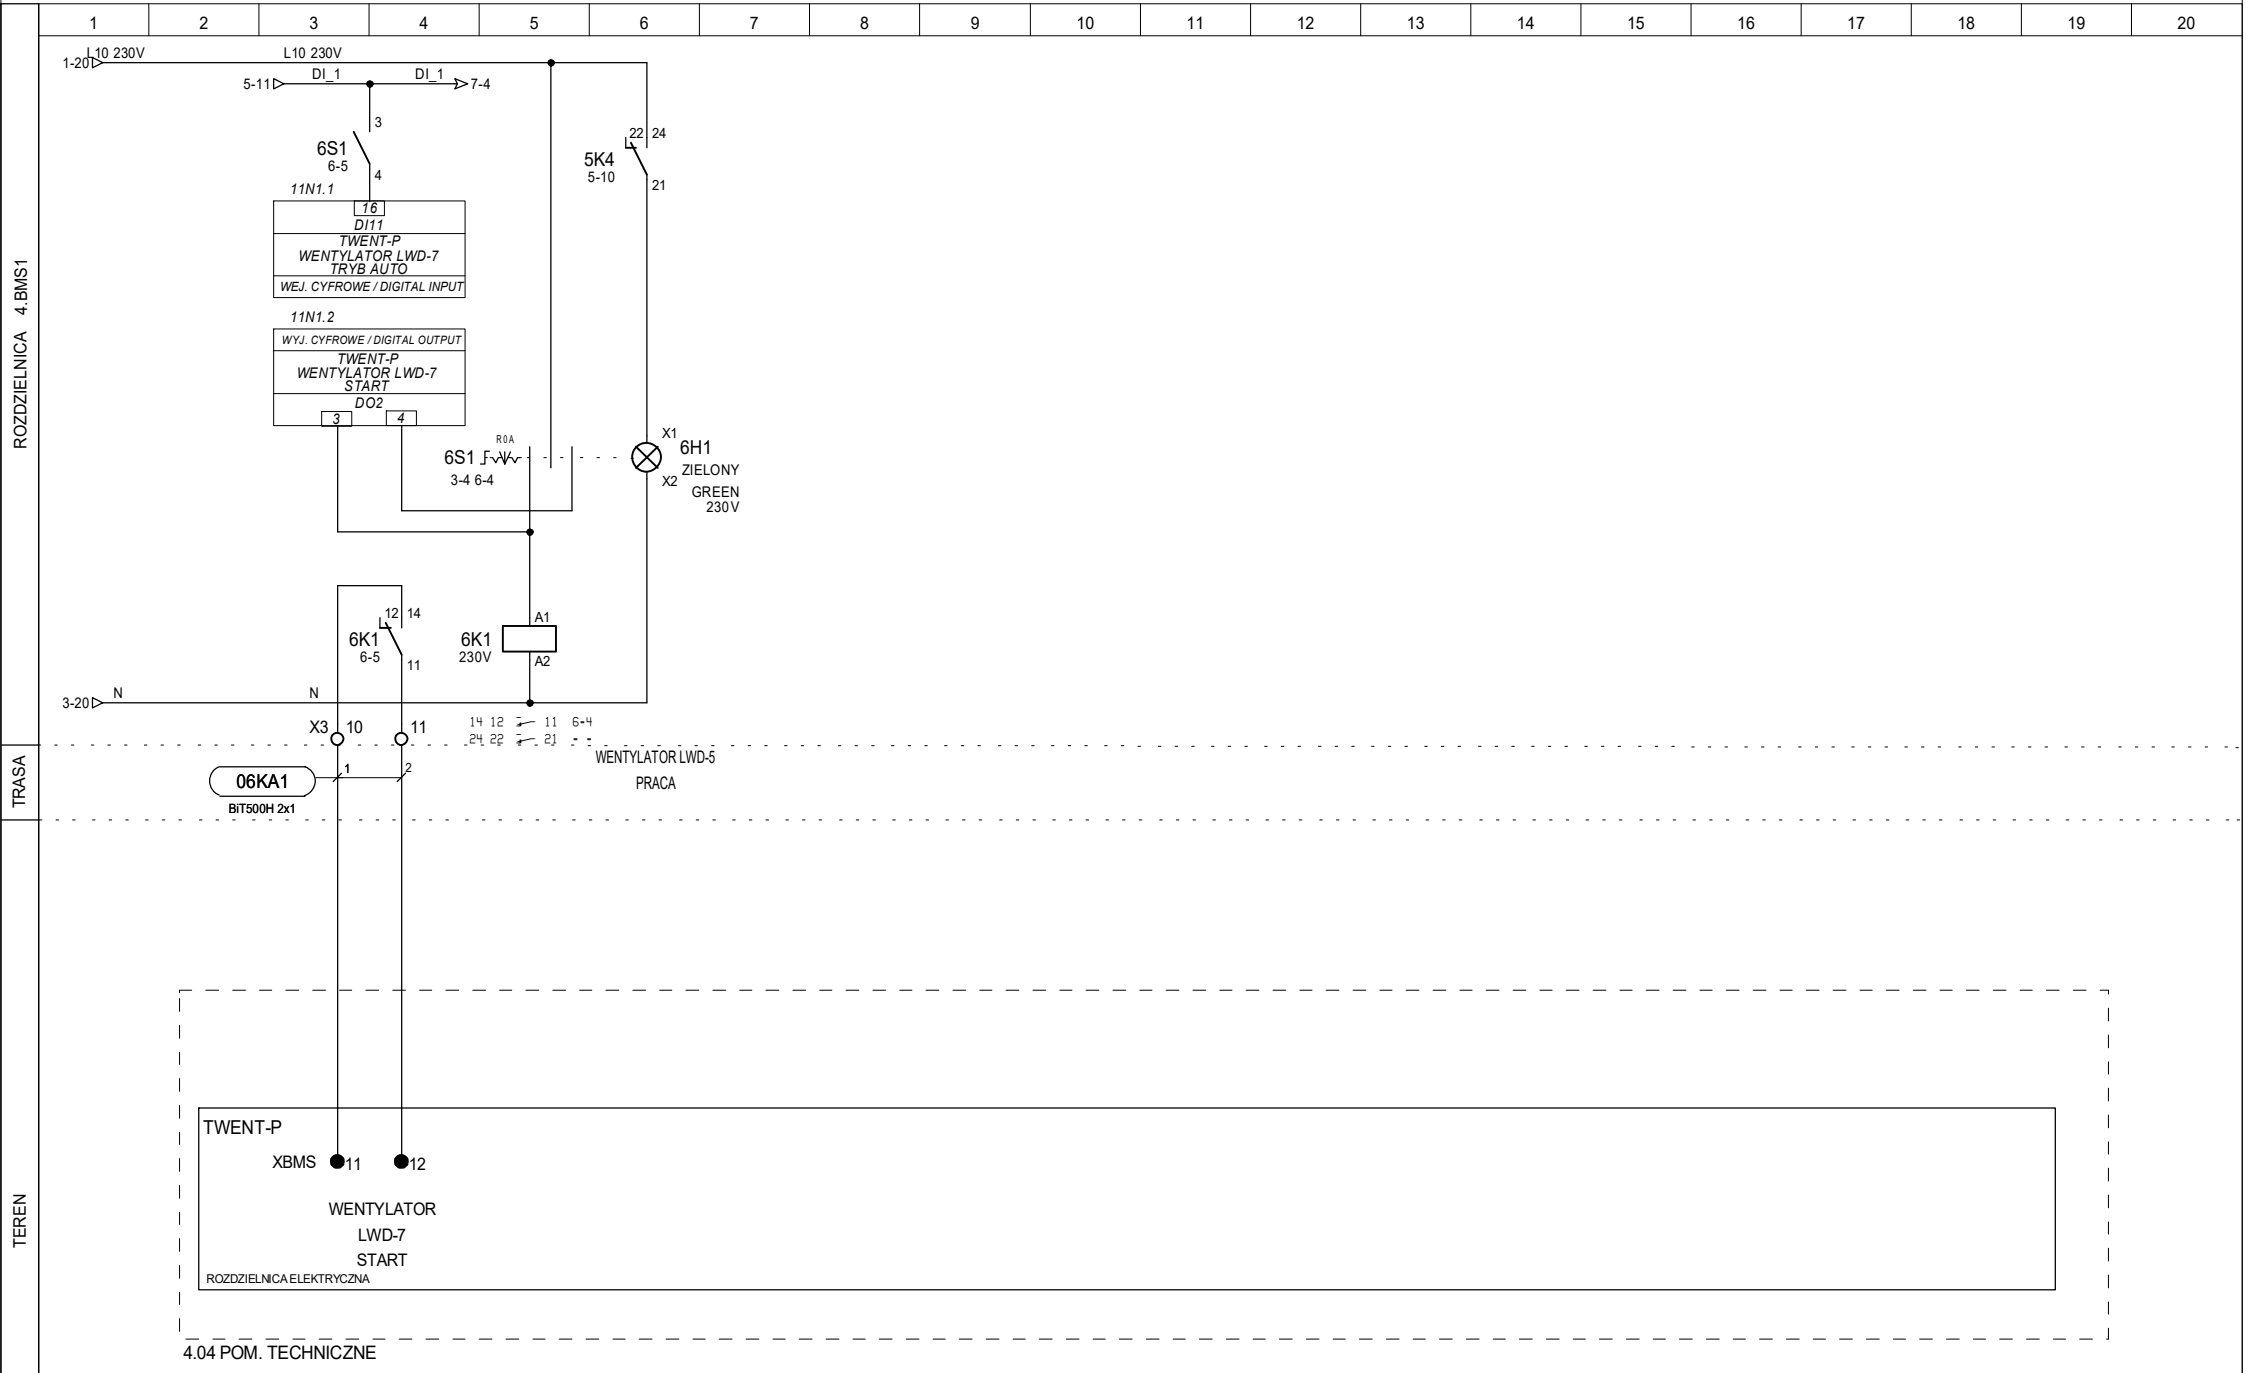 1 2 3 4 5 6 7 8 9 10 11 12 13 14 15 16 17 18 19 20
ROZDZIELNICA 4.BMS1
L10 230V L10 230V
1-20
DI_1 DI_1
5-11 7-4
3
6S1
6-5
4
22 24
5K4
5-10
21
11N1.1
16
DI11
TWENT-P
WENTYLATOR LWD-7
TRYB AUTO
WEJ. CYFROWE / DIGITAL INPUT
11N1.2
WYJ. CYFROWE / DIGITAL OUTPUT
TWENT-P
WENTYLATOR LWD-7
START
DO2
3 4
R0A
6S1
3-4 6-4
X1
6H1
ZIELONY
X2
GREEN
230V
12 14
6K1
6-5
11
A1
6K1
230V
A2
N N
3-20
X3 10 11
14 12 11 6-4
24 22 21 - -
WENTYLATOR LWD-5
PRACA
TRASA
06KA1
1 2
BiT500H 2x1
TEREN
TWENT-P
XBMS 11 12
WENTYLATOR
LWD-7
START
ROZDZIELNICA ELEKTRYCZNA
4.04 POM. TECHNICZNE